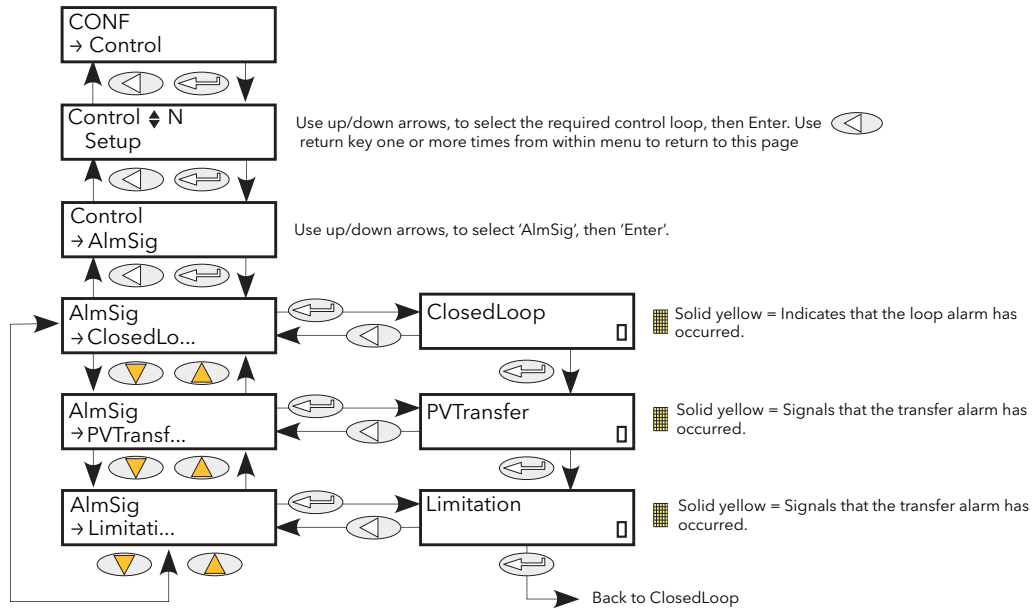 CONF
→ Control
Control ♦ N
Setup
Use up/down arrows, to select the required control loop, then Enter. Use
return key one or more times from within menu to return to this page
Control
→ AlmSig
Use up/down arrows, to select 'AlmSig', then 'Enter'.
AlmSig
→ ClosedLo...
ClosedLoop
Solid yellow = Indicates that the loop alarm has
occurred.
AlmSig
→ PVTransf...
PVTransfer
Solid yellow = Signals that the transfer alarm has
occurred.
AlmSig
→ Limitati...
Limitation
Solid yellow = Signals that the transfer alarm has
occurred.
Back to ClosedLoop